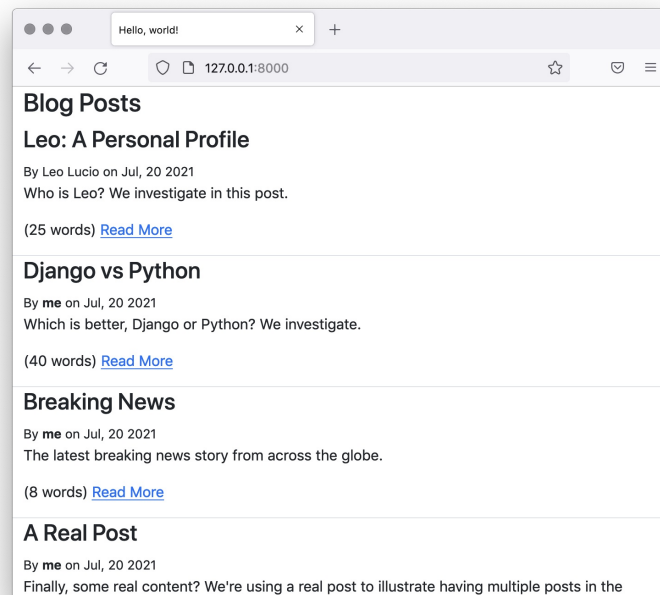 Hello, world!
127.0.0.1:8000
Blog Posts
Leo: A Personal Profile
By Leo Lucio on Jul, 20 2021
Who is Leo? We investigate in this post.
(25 words) Read More
Django vs Python
By me on Jul, 20 2021
Which is better, Django or Python? We investigate.
(40 words) Read More
Breaking News
By me on Jul, 20 2021
The latest breaking news story from across the globe.
(8 words) Read More
A Real Post
By me on Jul, 20 2021
Finally, some real content? We're using a real post to illustrate having multiple posts in the